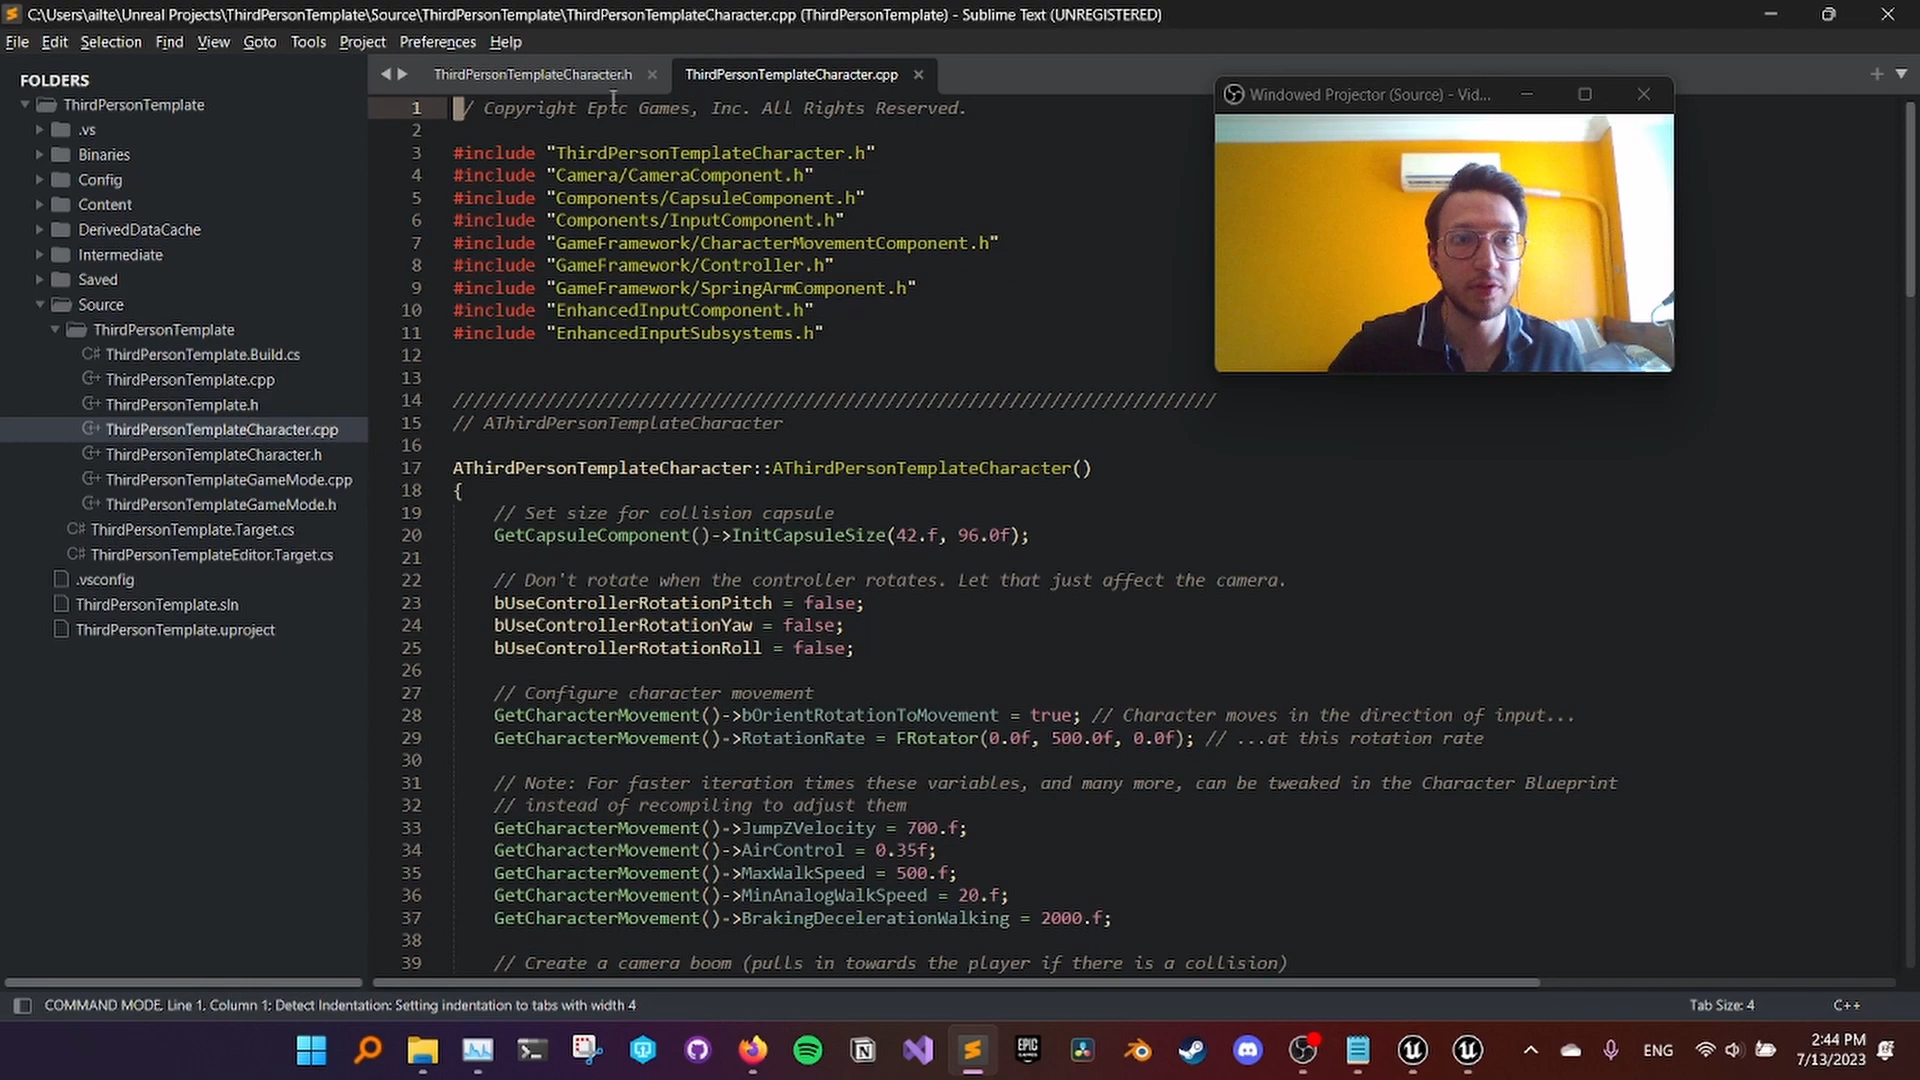 C:\Users\ailte\Unreal Projects\ThirdPersonTemplate\Source\ThirdPersonTemplate\ThirdPersonTemplateCharacter.cpp (ThirdPersonTemplate) - Sublime Text (UNREGISTERED)
File Edit Selection Find View Goto Tools Project Preferences Help
FOLDERS
ThirdPersonTemplate
.vs
Binaries
Config
Content
DerivedDataCache
Intermediate
Saved
Source
ThirdPersonTemplate
C# ThirdPersonTemplate.Build.cs
ThirdPersonTemplate.cpp
ThirdPersonTemplate.h
ThirdPersonTemplateCharacter.cpp
ThirdPersonTemplateCharacter.h
ThirdPersonTemplateGameMode.cpp
ThirdPersonTemplateGameMode.h
C# ThirdPersonTemplate.Target.cs
C# ThirdPersonTemplateEditor.Target.cs
.vsconfig
ThirdPersonTemplate.sln
ThirdPersonTemplate.uproject
ThirdPersonTemplateCharacter.h ThirdPersonTemplateCharacter.cpp
Windowed Projector (Source) - Vid...
1 / Copyright Epic Games, Inc. All Rights Reserved.
2
3 #include "ThirdPersonTemplateCharacter.h"
4 #include "Camera/CameraComponent.h"
5 #include "Components/CapsuleComponent.h"
6 #include "Components/InputComponent.h"
7 #include "GameFramework/CharacterMovementComponent.h"
8 #include "GameFramework/Controller.h"
9 #include "GameFramework/SpringArmComponent.h"
10 #include "EnhancedInputComponent.h"
11 #include "EnhancedInputSubsystems.h"
12
13
14 //////////////////////////////////////////////////////////////////////////
15 // AThirdPersonTemplateCharacter
16
17 AThirdPersonTemplateCharacter::AThirdPersonTemplateCharacter()
18 {
19 // Set size for collision capsule
20 GetCapsuleComponent()->InitCapsuleSize(42.f, 96.0f);
21
22 // Don't rotate when the controller rotates. Let that just affect the camera.
23 bUseControllerRotationPitch = false;
24 bUseControllerRotationYaw = false;
25 bUseControllerRotationRoll = false;
26
27 // Configure character movement
28 GetCharacterMovement()->bOrientRotationToMovement = true; // Character moves in the direction of input...
29 GetCharacterMovement()->RotationRate = FRotator(0.0f, 500.0f, 0.0f); // ...at this rotation rate
30
31 // Note: For faster iteration times these variables, and many more, can be tweaked in the Character Blueprint
32 // instead of recompiling to adjust them
33 GetCharacterMovement()->JumpZVelocity = 700.f;
34 GetCharacterMovement()->AirControl = 0.35f;
35 GetCharacterMovement()->MaxWalkSpeed = 500.f;
36 GetCharacterMovement()->MinAnalogWalkSpeed = 20.f;
37 GetCharacterMovement()->BrakingDecelerationWalking = 2000.f;
38
39 // Create a camera boom (pulls in towards the player if there is a collision)
COMMAND MODE, Line 1, Column 1; Detect Indentation: Setting indentation to tabs with width 4
Tab Size: 4 C++
EPIC GAMES
ENG
2:44 PM
7/13/2023